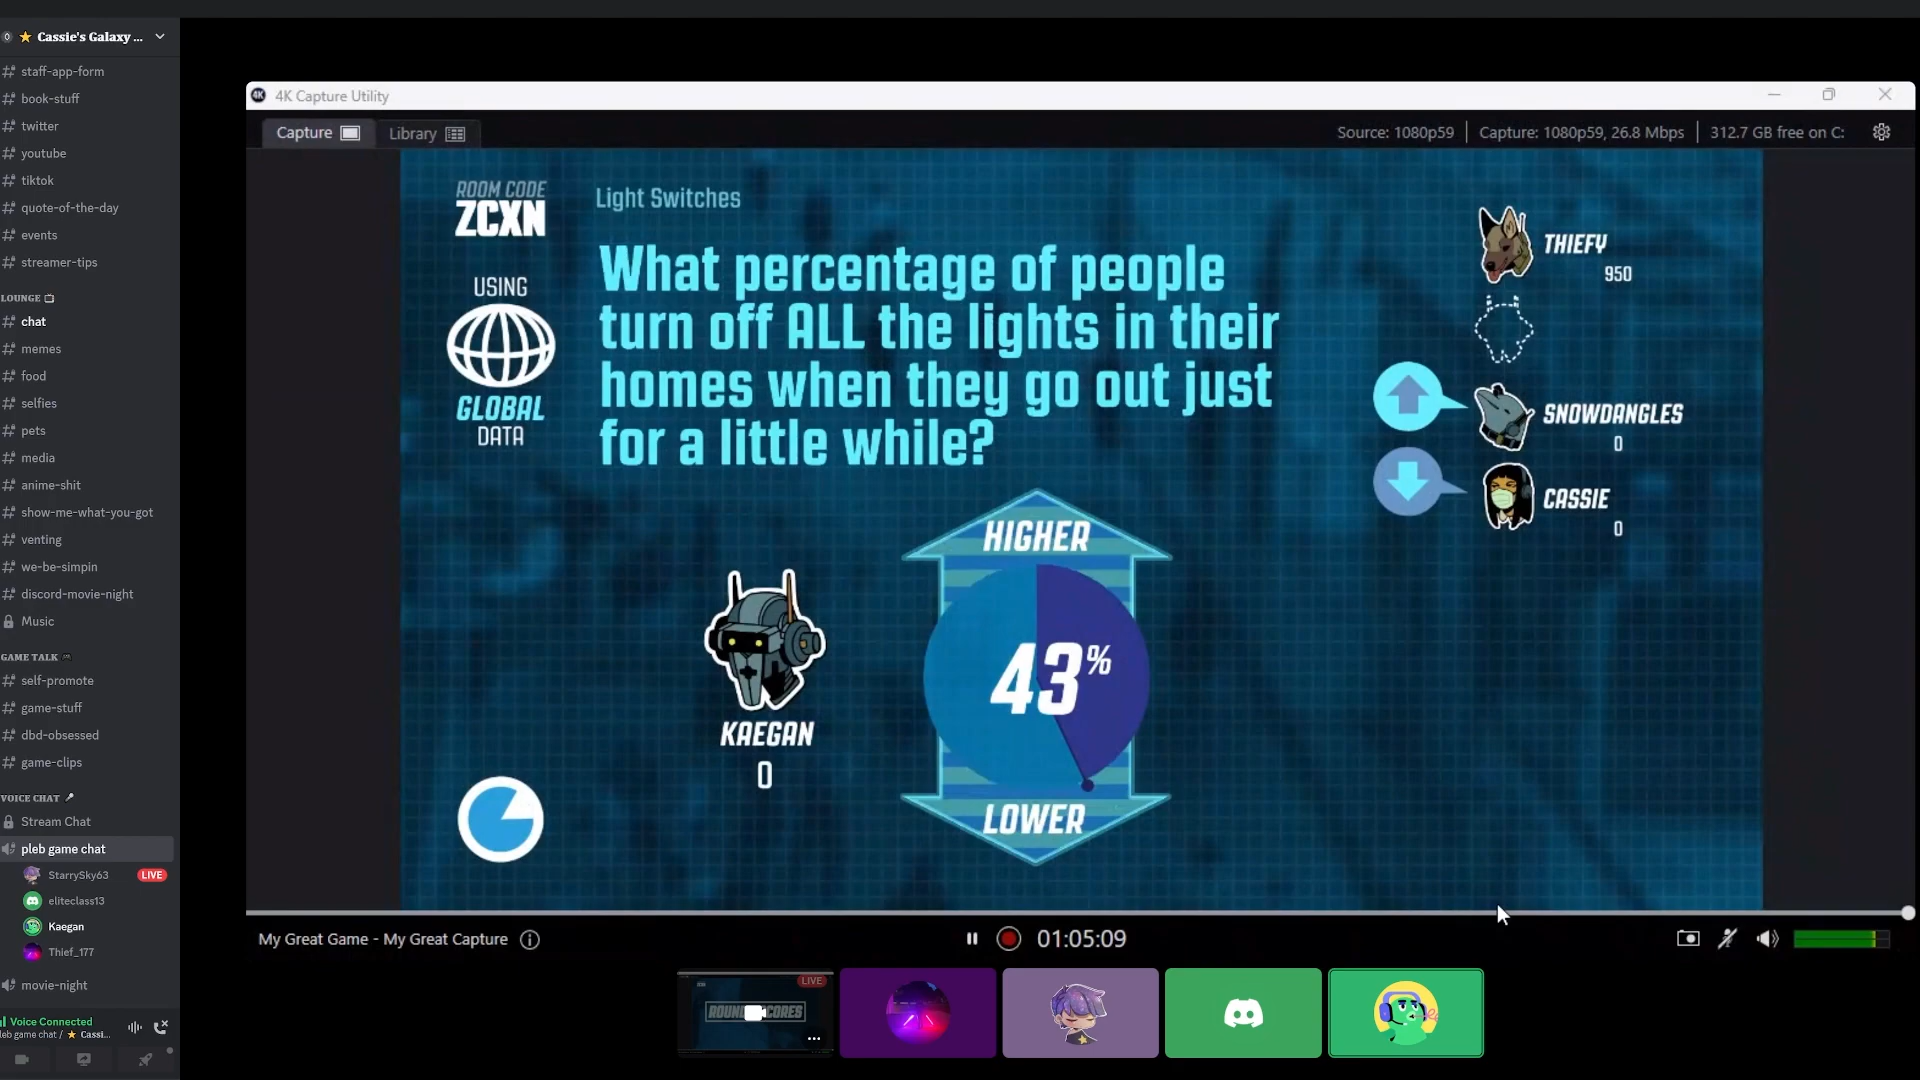 Cassie's Galaxy ...
staff-app-form
book-stuff
twitter
youtube
tiktok
quote-of-the-day
events
streamer-tips
LOUNGE
chat
memes
food
selfies
pets
media
anime-shit
show-me-what-you-got
venting
we-be-simpin
discord-movie-night
Music
GAME TALK
self-promote
game-stuff
dbd-obsessed
game-clips
VOICE CHAT
Stream Chat
pleb game chat
StarrySky63 LIVE
eliteclass13
Kaegan
Thief_177
movie-night
Voice Connected
leb game chat / Cassi...
4K 4K Capture Utility
Capture Library
Source: 1080p59 Capture: 1080p59, 26.8 Mbps 312.7 GB free on C:
ROOM CODE
ZCXN
USING
GLOBAL
DATA
Light Switches
What percentage of people
turn off ALL the lights in their
homes when they go out just
for a little while?
HIGHER
43%
LOWER
KAEGAN
0
THIEFY
950
SNOWDANGLES
0
CASSIE
0
My Great Game - My Great Capture
01:05:09
LIVE